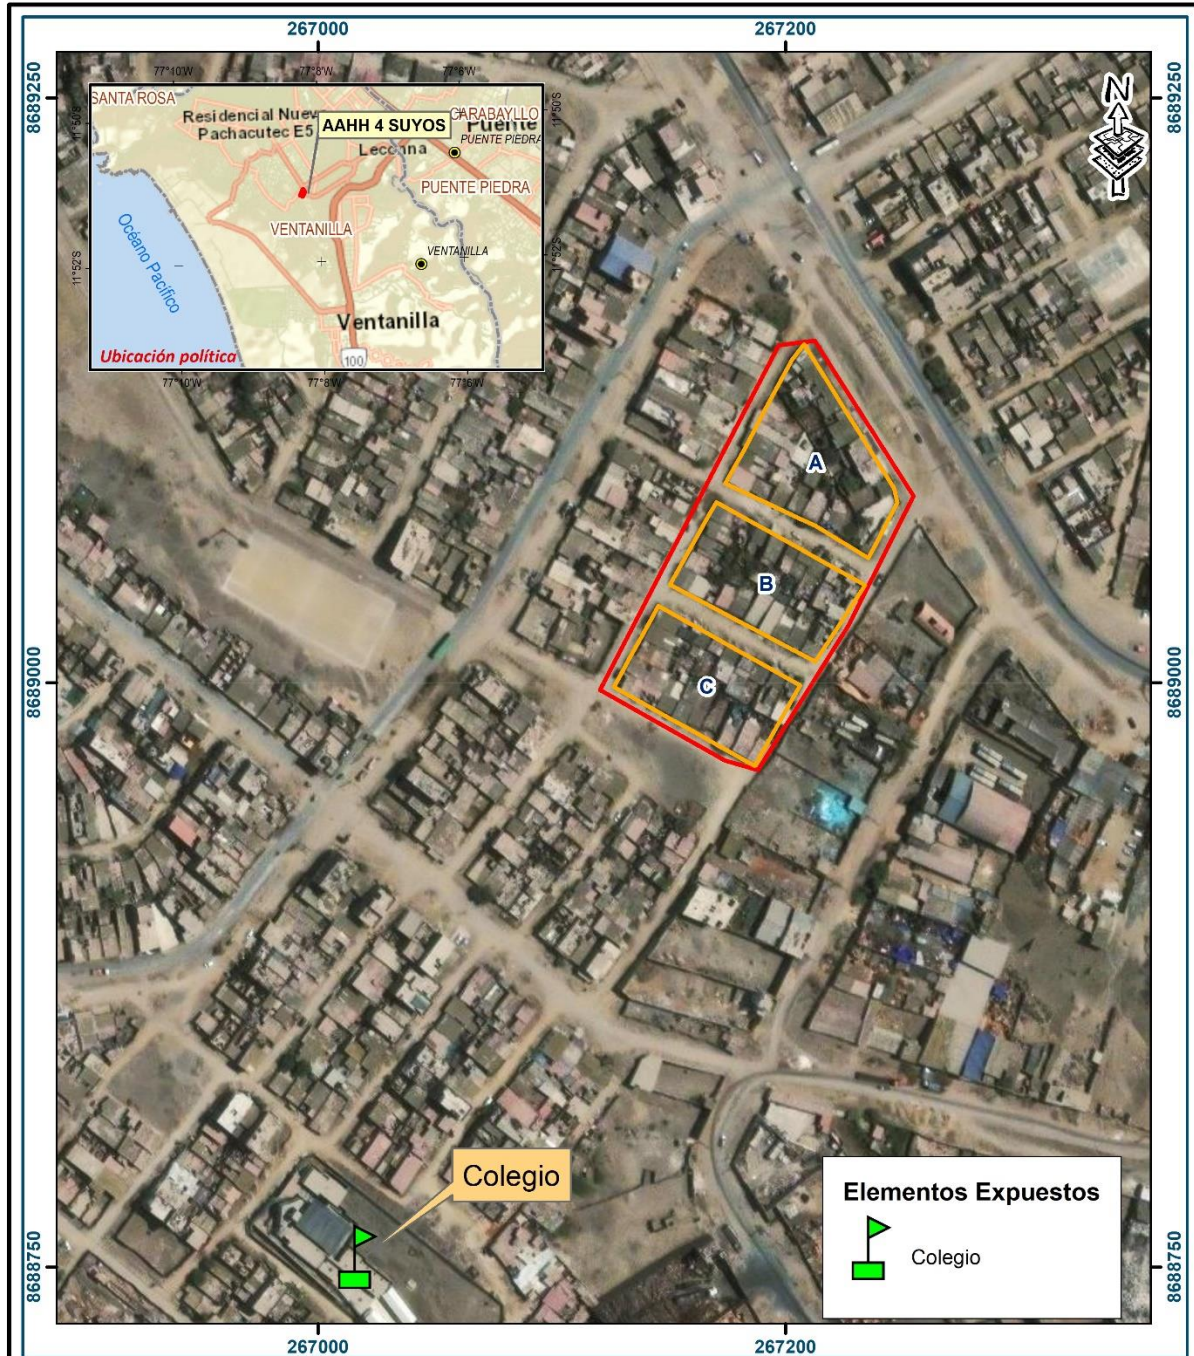 267000
267200
8689250
8689250
77°10'W
77°8'W
77°6'W
SANTA ROSA
Residencial Nuev
Pachacutec E5
AAHH 4 SUYOS
CARABAYLLO
Puente
PUENTE PIEDRA
PUENTE PIEDRA
11°50'S
11°50'S
VENTANILLA
VENTANILLA
Océano Pacífico
11°52'S
11°52'S
Ventanilla
Ubicación política
100
77°10'W
77°8'W
77°6'W
N
A
B
C
8689000
8689000
Colegio
Elementos Expuestos
Colegio
8688750
8688750
267000
267200